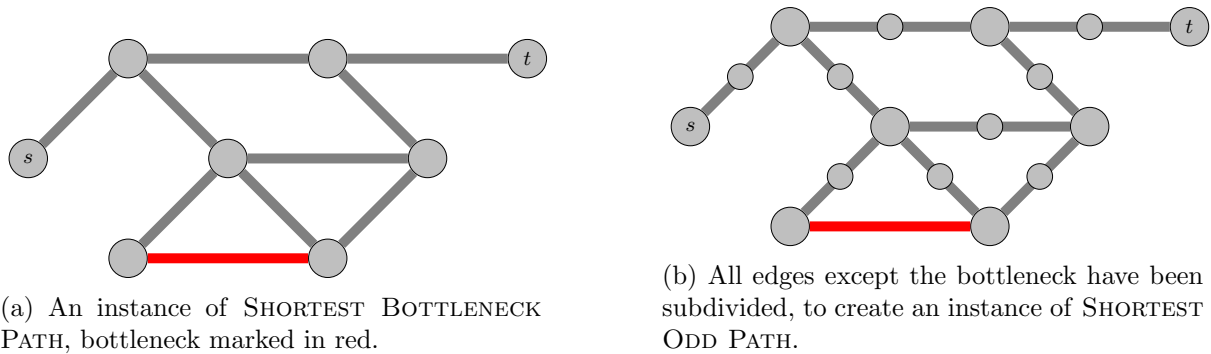 t
s
(a) An instance of SHORTEST BOTTLENECK
PATH, bottleneck marked in red.
t
s
(b) All edges except the bottleneck have been
subdivided, to create an instance of SHORTEST
ODD PATH.